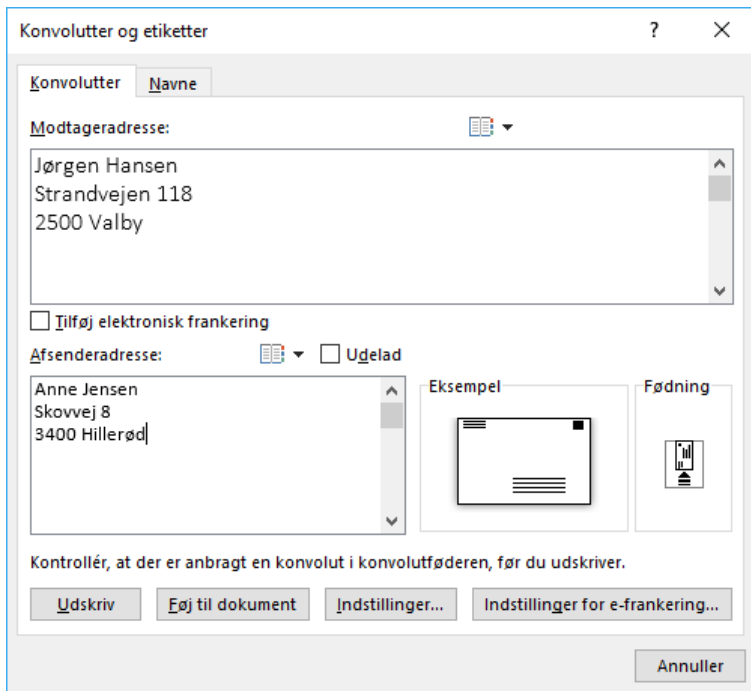 Konvolutter og etiketter
Konvolutter Navne
Modtageradresse:
Jørgen Hansen
Strandvejen 118
2500 Valby
Tilføj elektronisk frankering
Afsenderadresse: Udelad
Anne Jensen
Skovvej 8
3400 Hillerød
Eksempel
Fødning
Kontrollér, at der er anbragt en konvolut i konvolutføderen, før du udskriver.
Udskriv Føj til dokument Indstillinger... Indstillinger for e-frankering...
Annuller